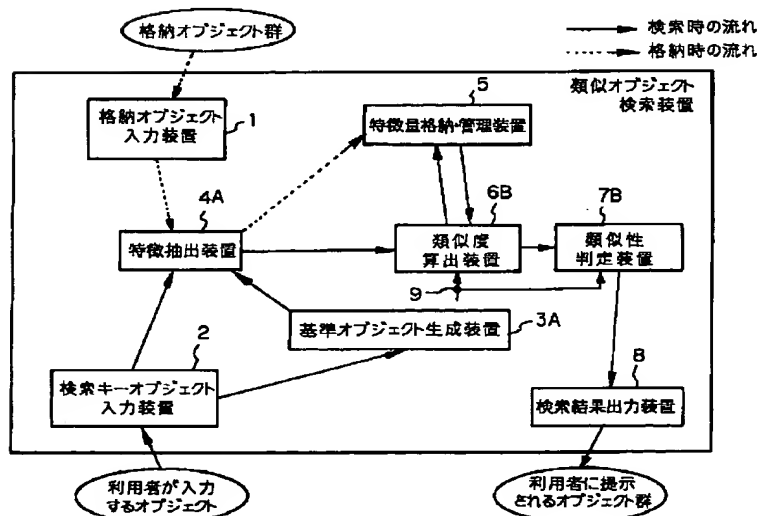 格納オブジェクト群
検索時の流れ
格納時の流れ
類似オブジェクト
検索装置
格納オブジェクト
入力装置
1
5
特徴量格納・管理装置
4A
特徴抽出装置
6B
類似度
算出装置
7B
類似性
判定装置
9
基準オブジェクト生成装置
3A
2
検索キーオブジェクト
入力装置
8
検索結果出力装置
利用者が入力
するオブジェクト
利用者に提示
されるオブジェクト群